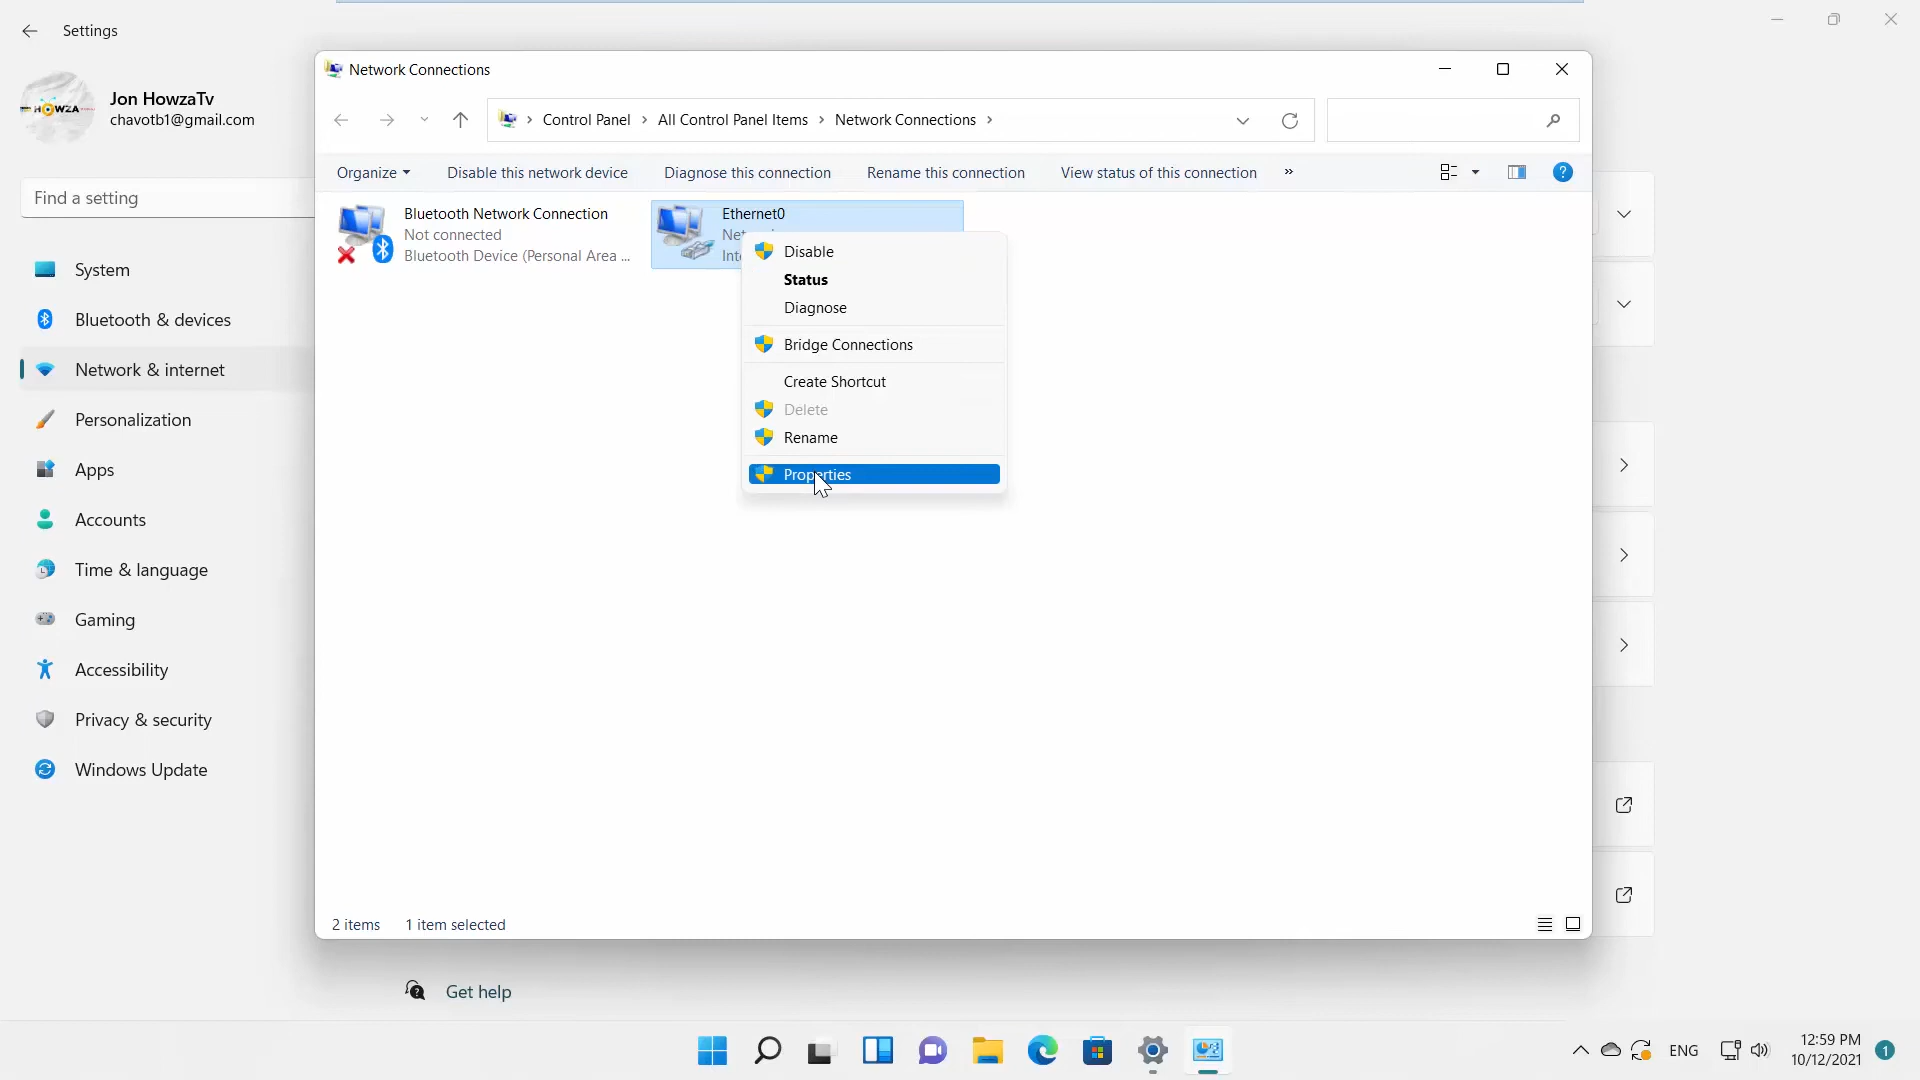 Settings
Jon HowzaTv
chavotb1@gmail.com
HOWZA
Find a setting
System
Bluetooth & devices
Network & internet
Personalization
Apps
Accounts
Time & language
Gaming
Accessibility
Privacy & security
Windows Update
Network Connections
Control Panel > All Control Panel Items > Network Connections >
Organize Disable this network device Diagnose this connection Rename this connection View status of this connection »
Bluetooth Network Connection
Not connected
Bluetooth Device (Personal Area ...
Ethernet0
Disable
Status
Diagnose
Bridge Connections
Create Shortcut
Delete
Rename
Properties
2 items 1 item selected
Get help
ENG
12:59 PM
10/12/2021
1